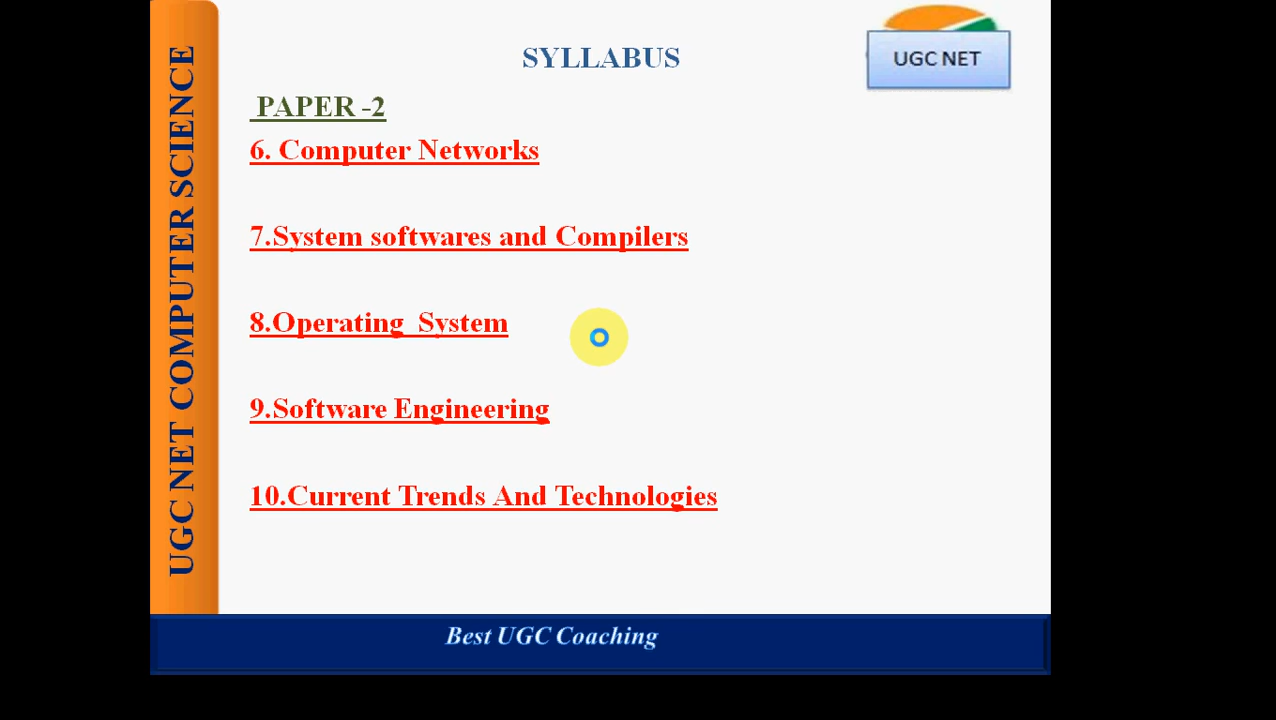 UGC NET COMPUTER SCIENCE
SYLLABUS
UGC NET
PAPER -2
6. Computer Networks
7.System softwares and Compilers
8.Operating System
9.Software Engineering
10.Current Trends And Technologies
Best UGC Coaching